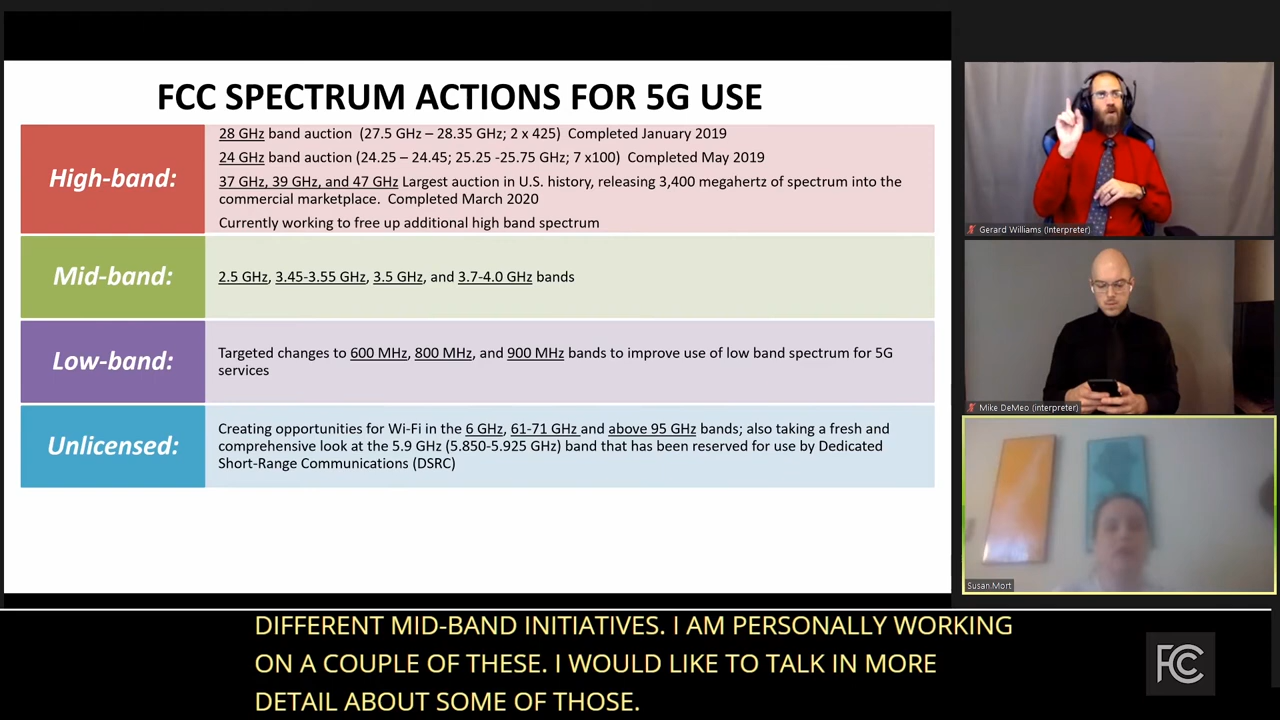 FCC SPECTRUM ACTIONS FOR 5G USE
High-band:
28 GHz band auction (27.5 GHz – 28.35 GHz; 2 x 425) Completed January 2019
24 GHz band auction (24.25 – 24.45; 25.25 -25.75 GHz; 7 x100) Completed May 2019
37 GHz, 39 GHz, and 47 GHz Largest auction in U.S. history, releasing 3,400 megahertz of spectrum into the
commercial marketplace. Completed March 2020
Currently working to free up additional high band spectrum
Mid-band:
2.5 GHz, 3.45-3.55 GHz, 3.5 GHz, and 3.7-4.0 GHz bands
Low-band:
Targeted changes to 600 MHz, 800 MHz, and 900 MHz bands to improve use of low band spectrum for 5G
services
Unlicensed:
Creating opportunities for Wi-Fi in the 6 GHz, 61-71 GHz and above 95 GHz bands; also taking a fresh and
comprehensive look at the 5.9 GHz (5.850-5.925 GHz) band that has been reserved for use by Dedicated
Short-Range Communications (DSRC)
Gerard Williams (Interpreter)
Mike DeMeo (interpreter)
Susan.Mort
DIFFERENT MID-BAND INITIATIVES. I AM PERSONALLY WORKING
ON A COUPLE OF THESE. I WOULD LIKE TO TALK IN MORE
DETAIL ABOUT SOME OF THOSE.
FCC